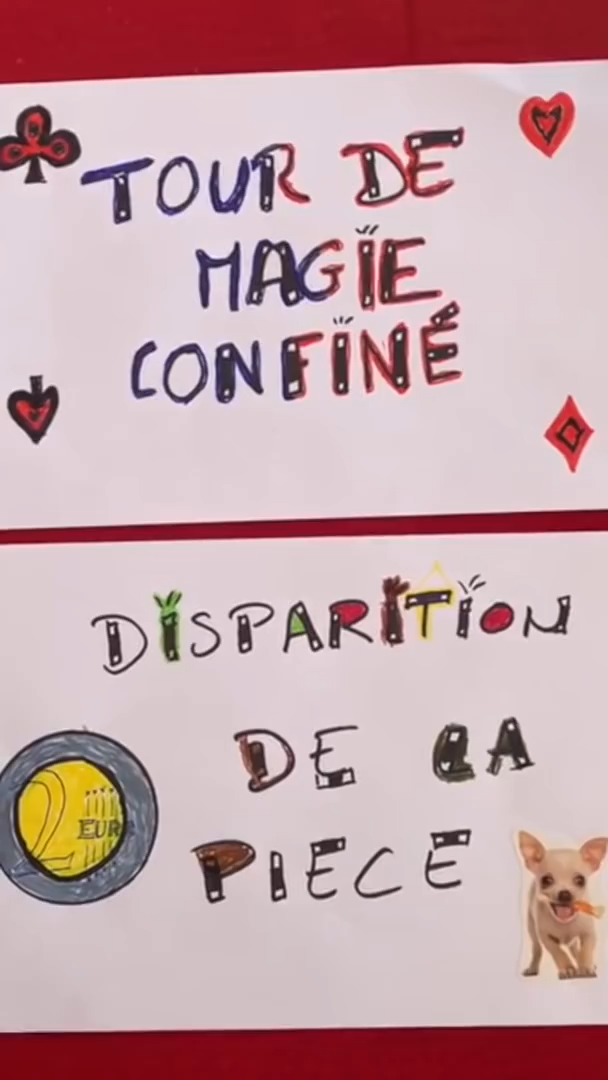 TOUR DE
MAGIE
CONFINÉ
DISPARITION
DE LA
PIECE
2 EURO